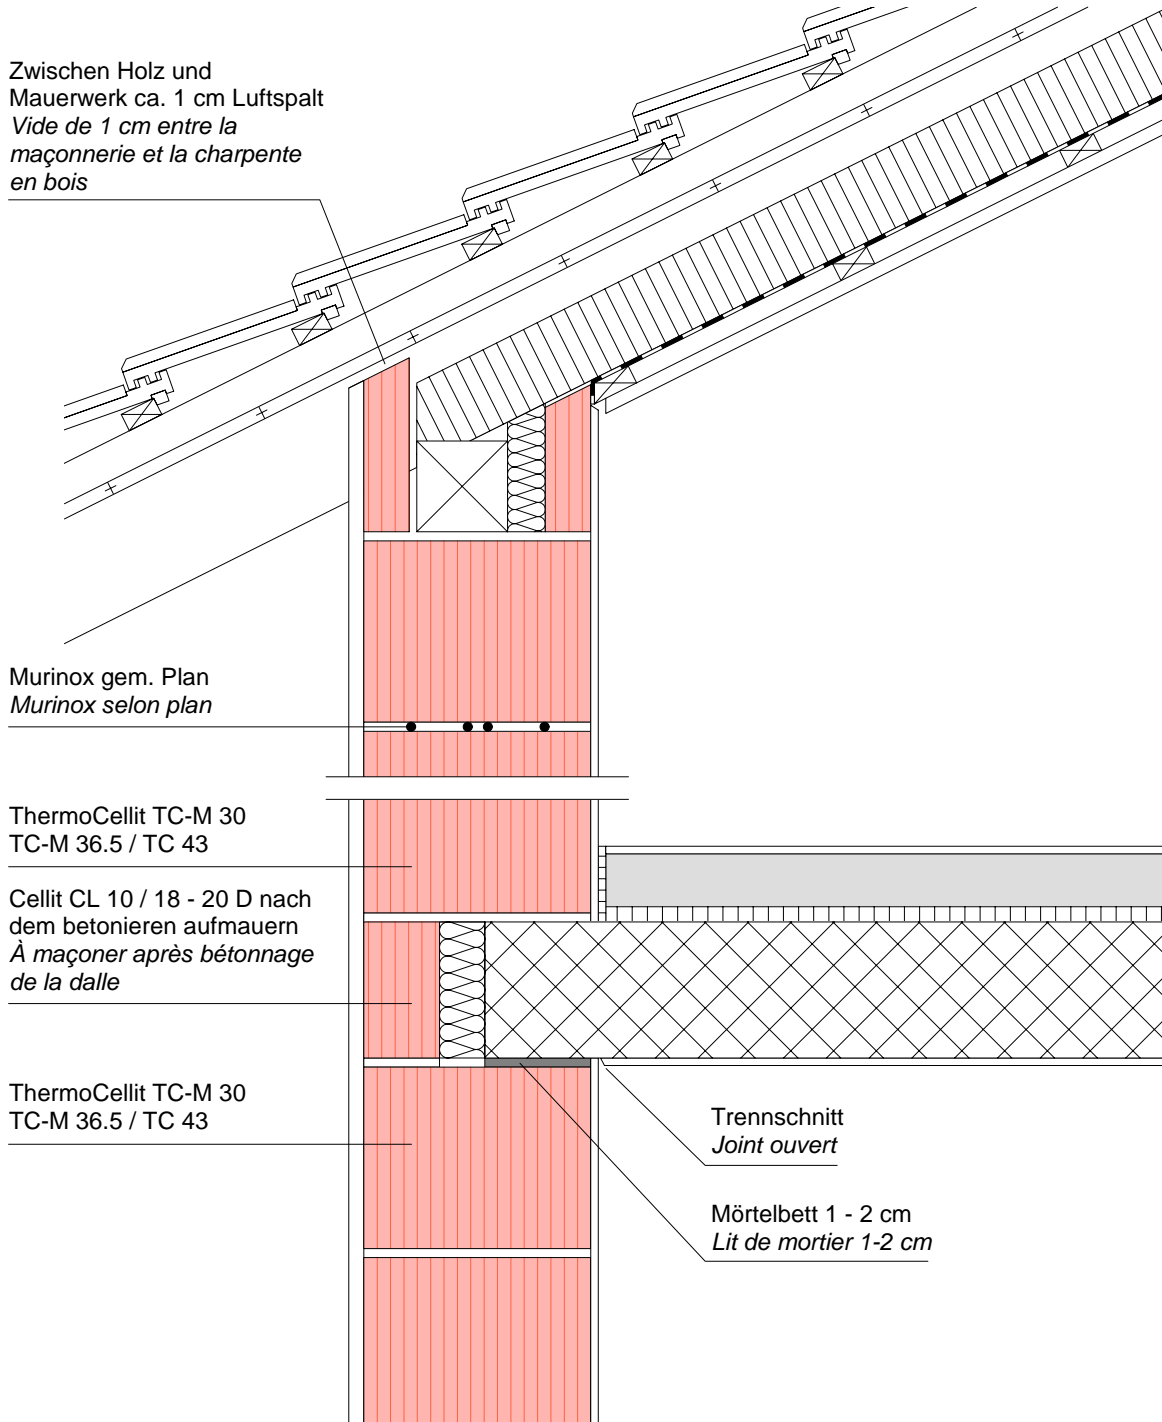 Zwischen Holz und
Mauerwerk ca. 1 cm Luftspalt
Vide de 1 cm entre la
maçonnerie et la charpente
en bois
Murinox gem. Plan
Murinox selon plan
ThermoCellit TC-M 30
TC-M 36.5 / TC 43
Cellit CL 10 / 18 - 20 D nach
dem betonieren aufmauern
À maçoner après bétonnage
de la dalle
ThermoCellit TC-M 30
TC-M 36.5 / TC 43
Trennschnitt
Joint ouvert
Mörtelbett 1 - 2 cm
Lit de mortier 1-2 cm